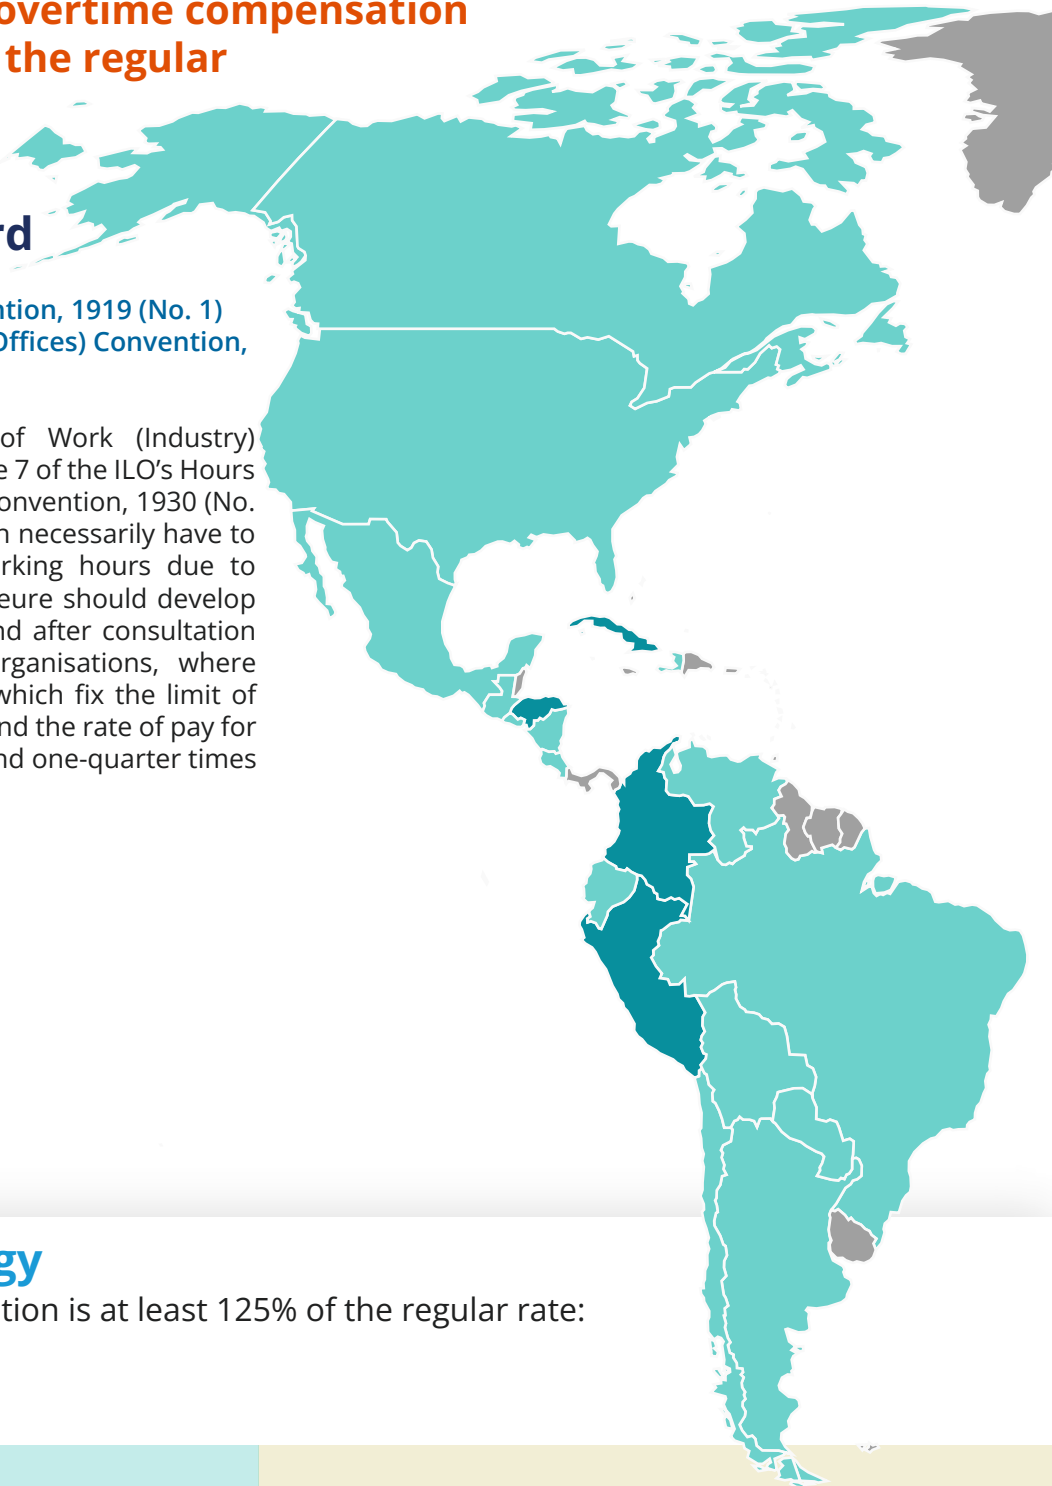 overtime compensation
the regular
rd
ntion, 1919 (No. 1)
Offices) Convention,
of Work (Industry)
e 7 of the ILO’s Hours
onvention, 1930 (No.
n necessarily have to
rking hours due to
eure should develop
nd after consultation
rganisations, where
which fix the limit of
nd the rate of pay for
nd one-quarter times
gy
tion is at least 125% of the regular rate: